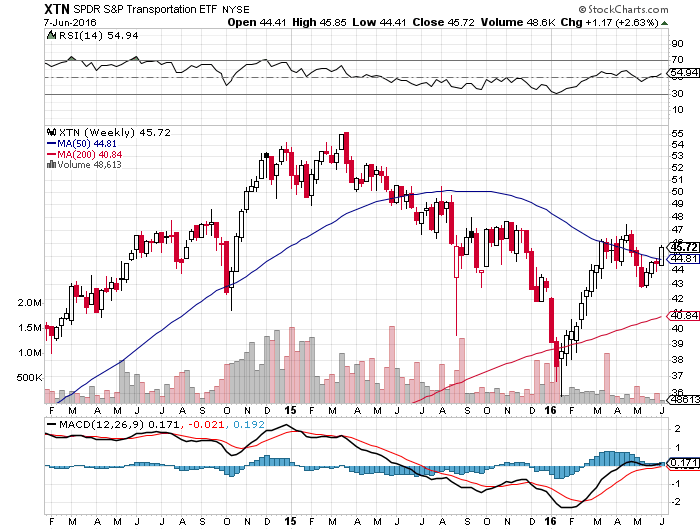 XTN SPDR S&P Transportation ETF NYSE © StockCharts.com
7-Jun-2016 Open 44.41 High 45.85 Low 44.41 Close 45.72 Volume 48.6K Chg +1.17 (+2.63%)
RSI(14) 54.94
90
70
54.94
50
30
10
XTN (Weekly) 45.72
MA(50) 44.81
MA(200) 40.84
Volume 48,613
55
54
53
52
51
50
49
48
47
46
45.72
44.81
44
43
42
41
40.84
40
39
38
37
36
48613
2.0M
1.5M
1.0M
500K
F M A M J J A S O N D 15 F M A M J J A S O N D 16 F M A M J
MACD(12,26,9) 0.171, -0.021, 0.192
2
1
0.171
-1
-2
F M A M J J A S O N D 15 F M A M J J A S O N D 16 F M A M J